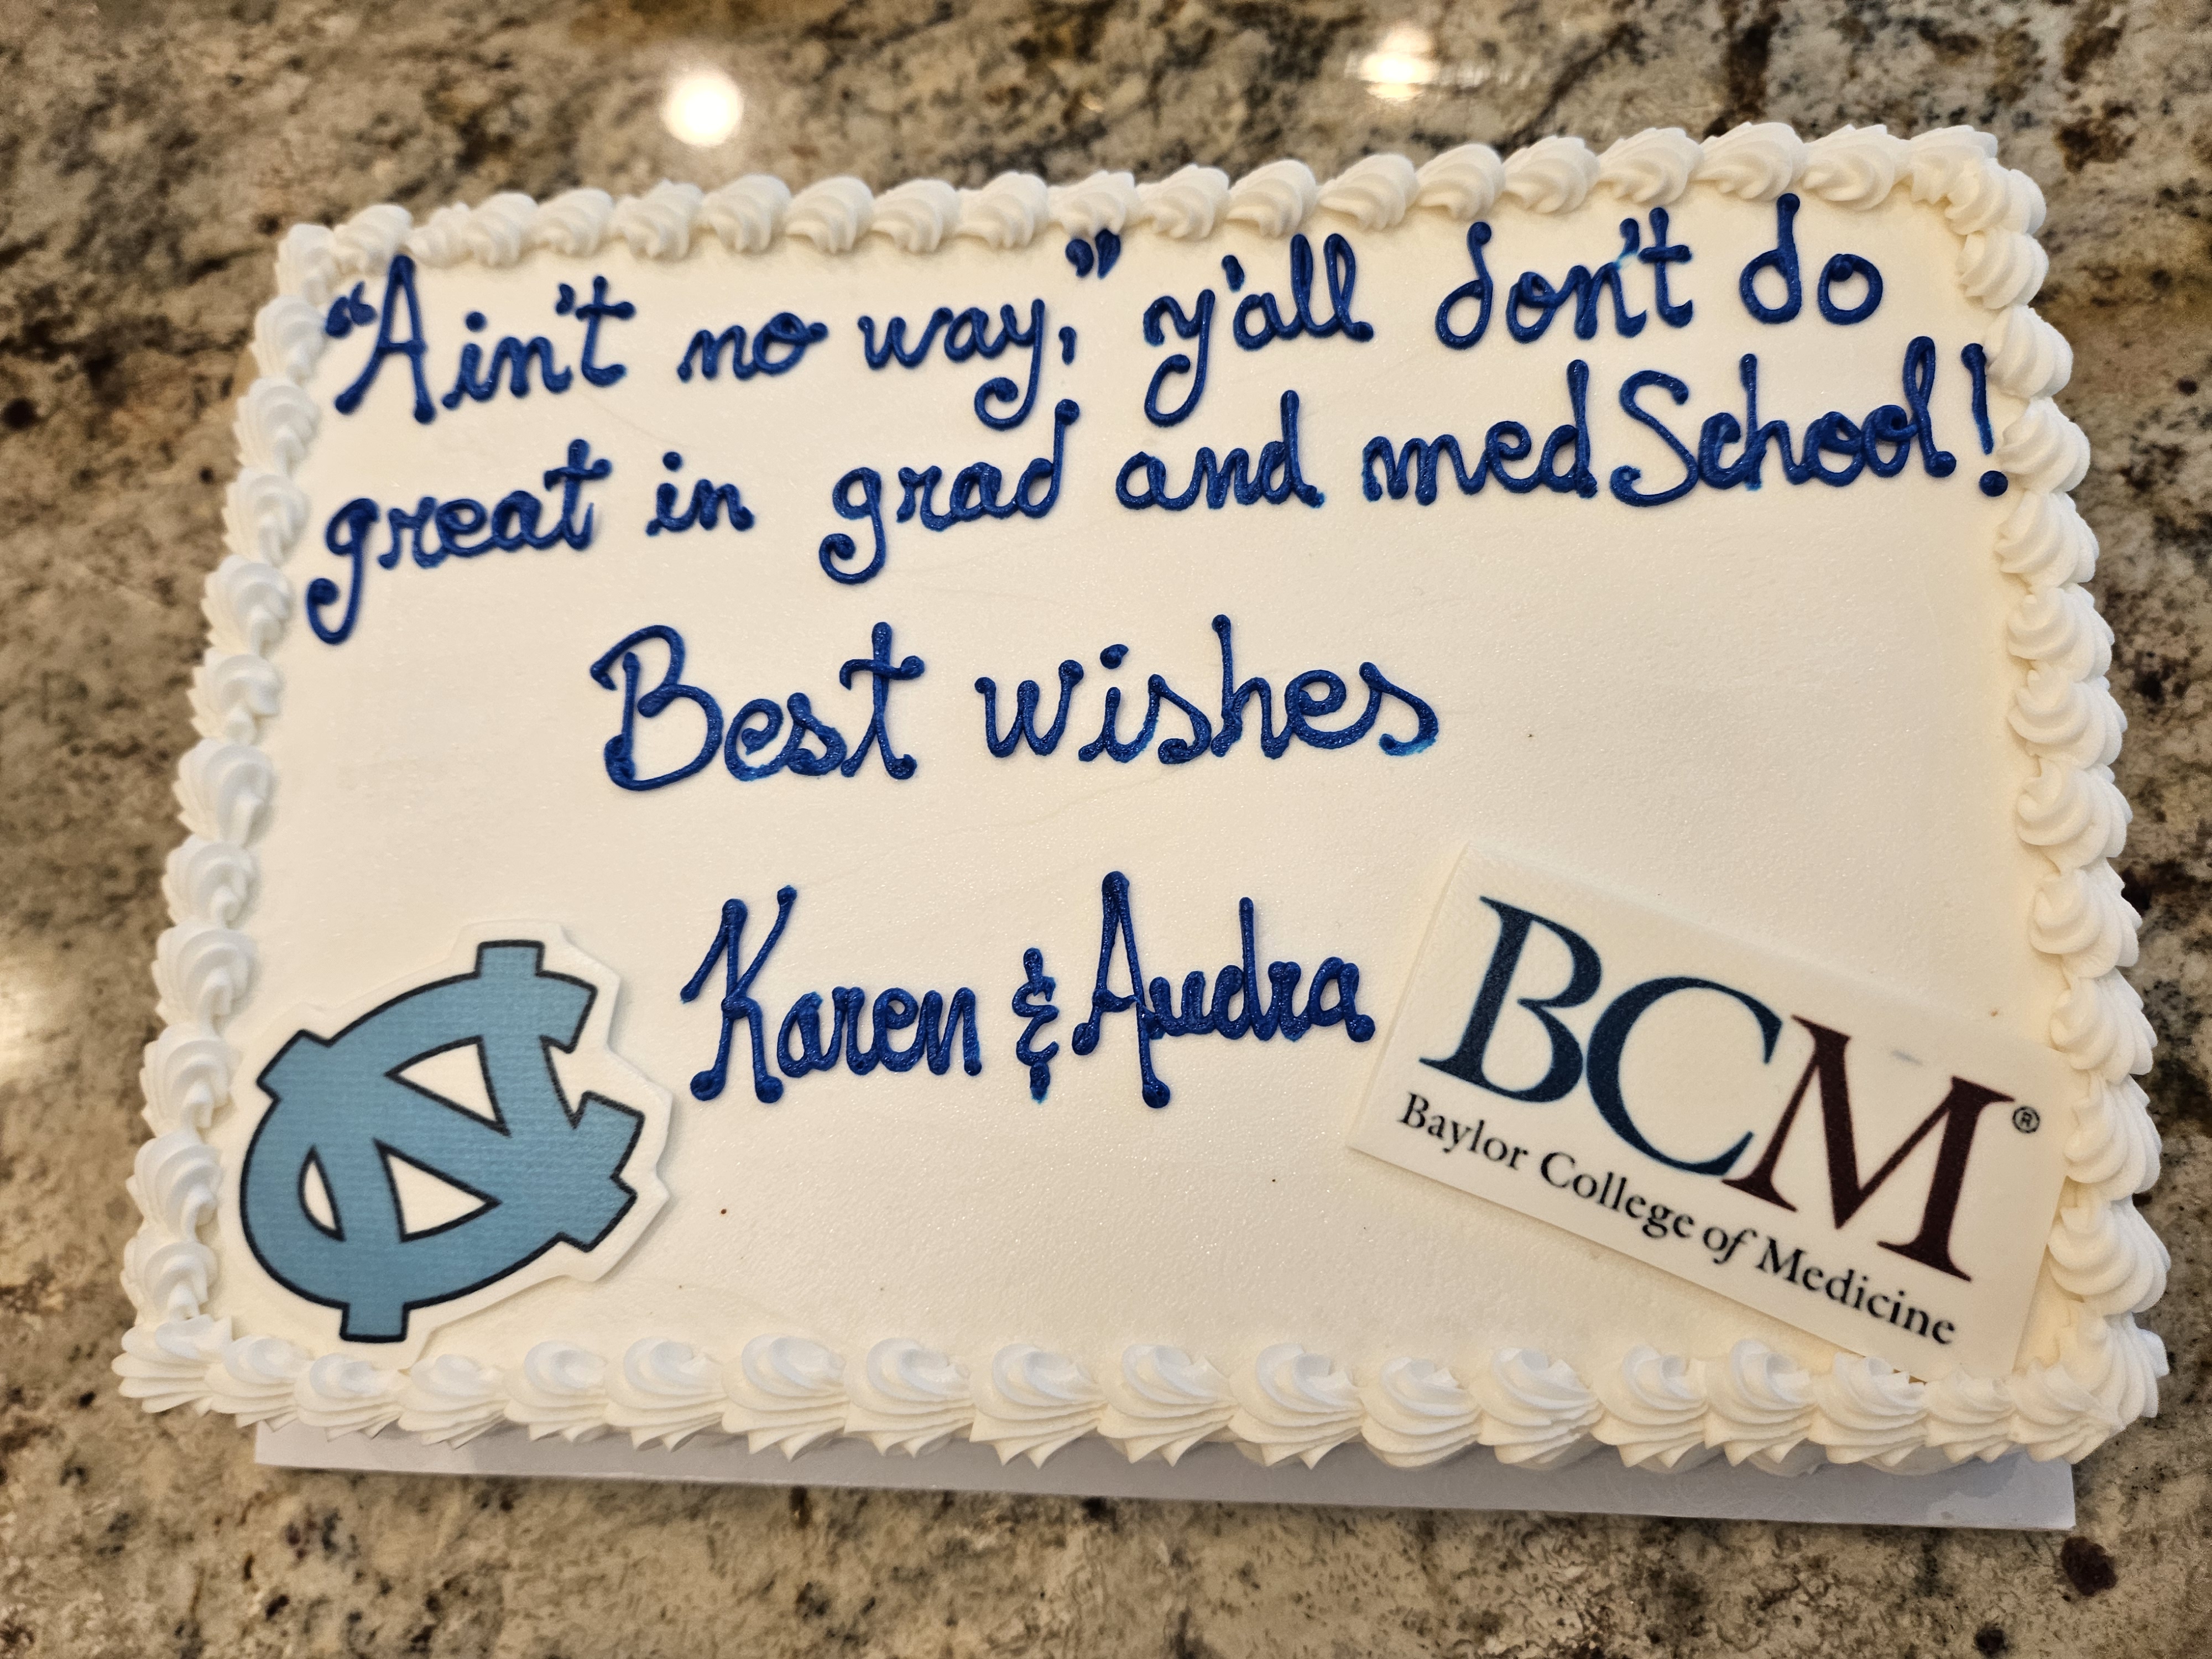 “Ain't no way,” y'all don't do
great in grad and med School!
Best wishes
Karen & Audra
NC
BCM®
Baylor College of Medicine